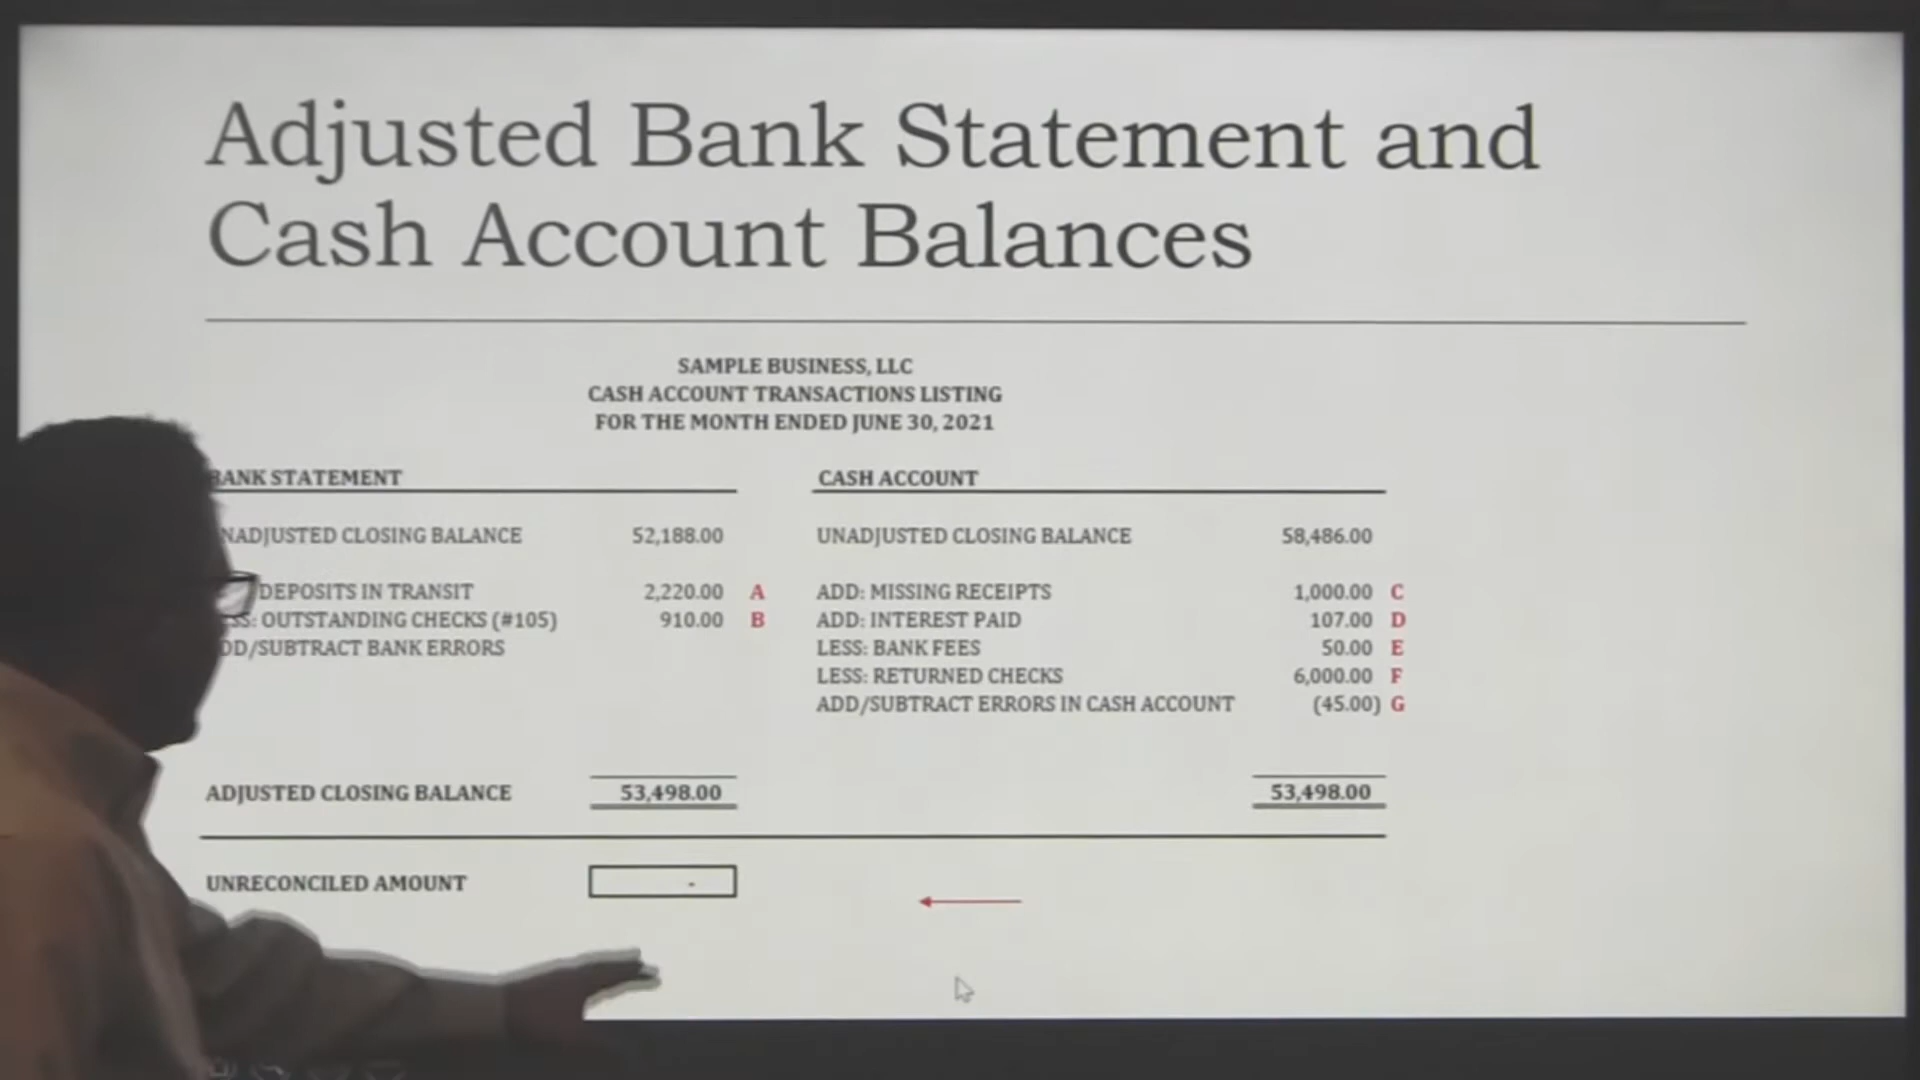 Adjusted Bank Statement and
Cash Account Balances
SAMPLE BUSINESS, LLC
CASH ACCOUNT TRANSACTIONS LISTING
FOR THE MONTH ENDED JUNE 30, 2021
BANK STATEMENT CASH ACCOUNT
UNADJUSTED CLOSING BALANCE 52,188.00 UNADJUSTED CLOSING BALANCE 58,486.00
DEPOSITS IN TRANSIT 2,220.00 A ADD: MISSING RECEIPTS 1,000.00 C
LESS: OUTSTANDING CHECKS (#105) 910.00 B ADD: INTEREST PAID 107.00 D
ADD/SUBTRACT BANK ERRORS LESS: BANK FEES 50.00 E
LESS: RETURNED CHECKS 6,000.00 F
ADD/SUBTRACT ERRORS IN CASH ACCOUNT (45.00) G
ADJUSTED CLOSING BALANCE 53,498.00 53,498.00
UNRECONCILED AMOUNT -